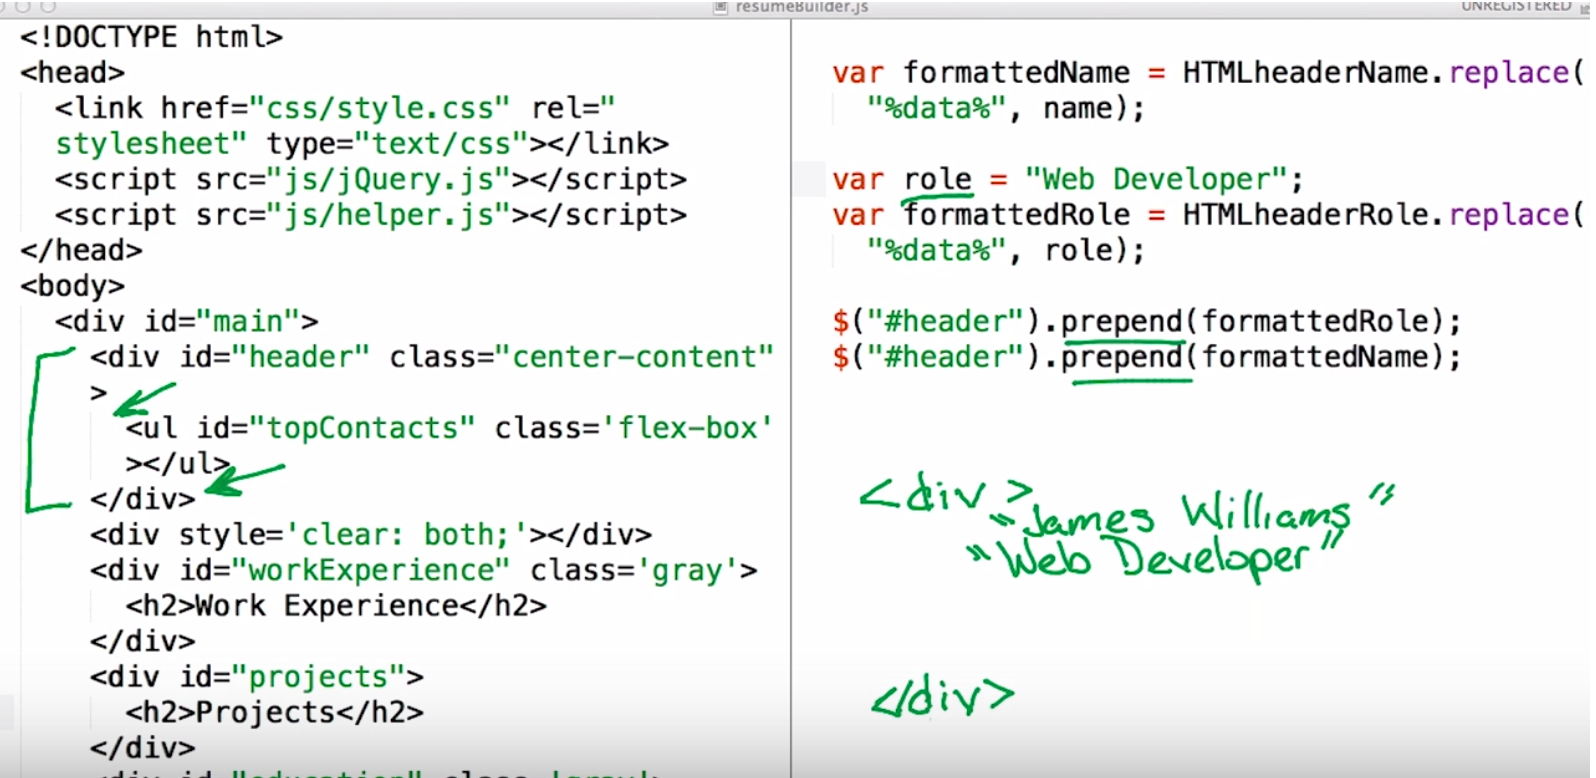 resumeBuilder.js
UNREGISTERED
<!DOCTYPE html>
<head>
<link href="css/style.css" rel="
stylesheet" type="text/css"></link>
<script src="js/jQuery.js"></script>
<script src="js/helper.js"></script>
</head>
<body>
<div id="main">
<div id="header" class="center-content"
>
<ul id="topContacts" class='flex-box'
></ul>
</div>
<div style='clear: both;'></div>
<div id="workExperience" class='gray'>
<h2>Work Experience</h2>
</div>
<div id="projects">
<h2>Projects</h2>
</div>
<div id="education" class='gray'>
var formattedName = HTMLheaderName.replace(
"%data%", name);
var role = "Web Developer";
var formattedRole = HTMLheaderRole.replace(
"%data%", role);
$("#header").prepend(formattedRole);
$("#header").prepend(formattedName);
<div>
"James Williams"
"Web Developer"
</div>